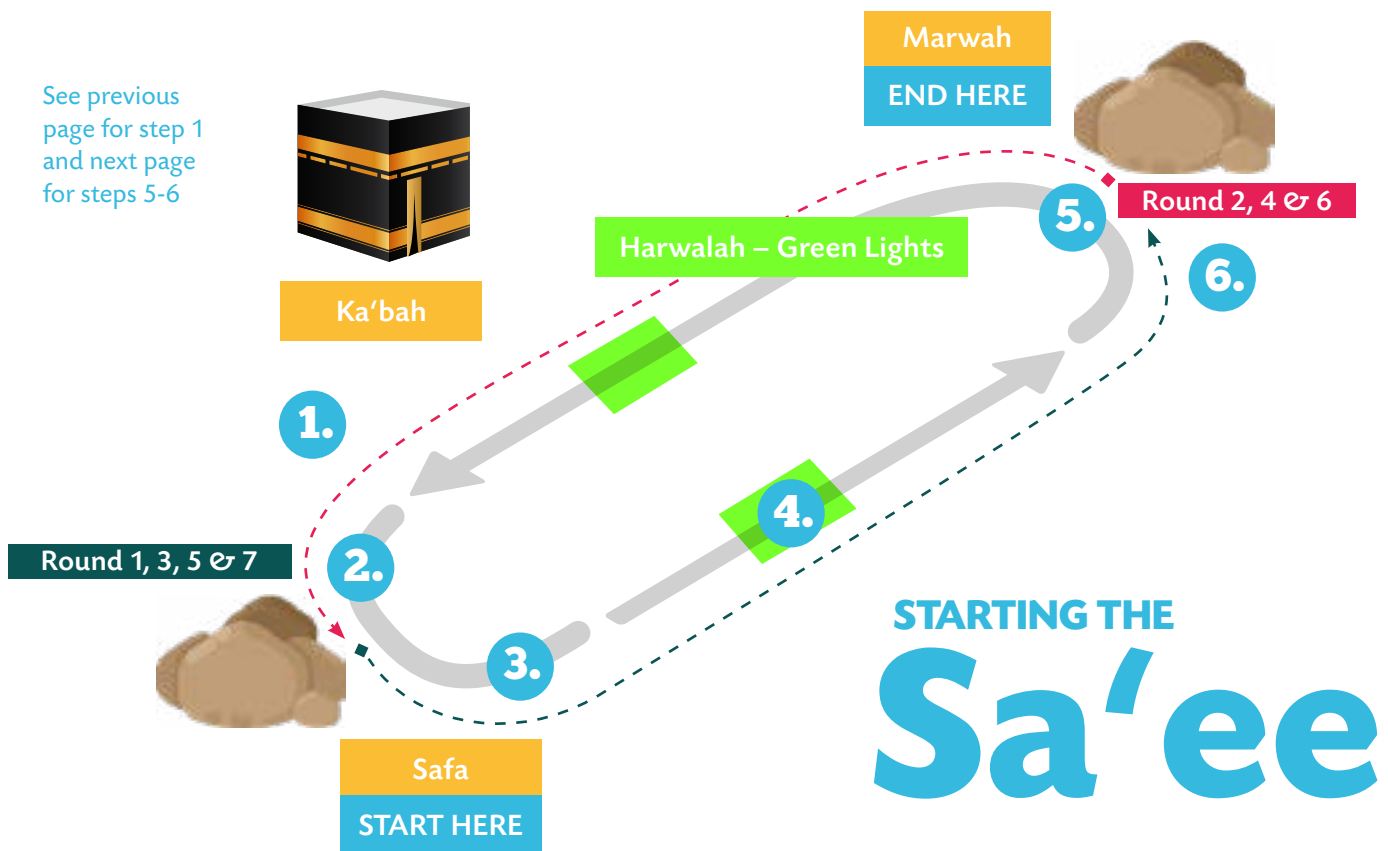 Marwah
END HERE
See previous
page for step 1
and next page
for steps 5-6
Round 2, 4 & 6
5.
Harwalah – Green Lights
6.
Ka‘bah
1.
4.
Round 1, 3, 5 & 7
2.
3.
STARTING THE
Sa‘ee
Safa
START HERE